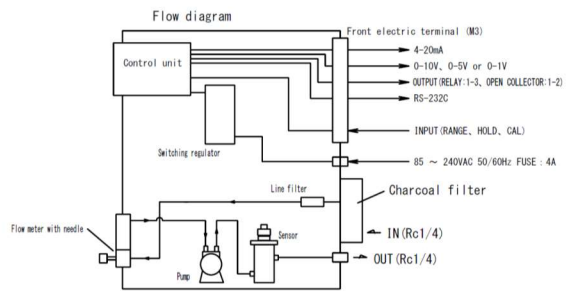 Flow diagram
Front electric terminal (M3)
Control unit
4-20mA
0-10V、0-5V or 0-1V
OUTPUT(RELAY:1-3、OPEN COLLECTOR:1-2)
RS-232C
INPUT(RANGE、HOLD、CAL)
Switching regulator
85 ～ 240VAC 50/60Hz FUSE：4A
Line filter
Charcoal filter
Flow meter with needle
Sensor
IN(Rc1/4)
OUT(Rc1/4)
Pump